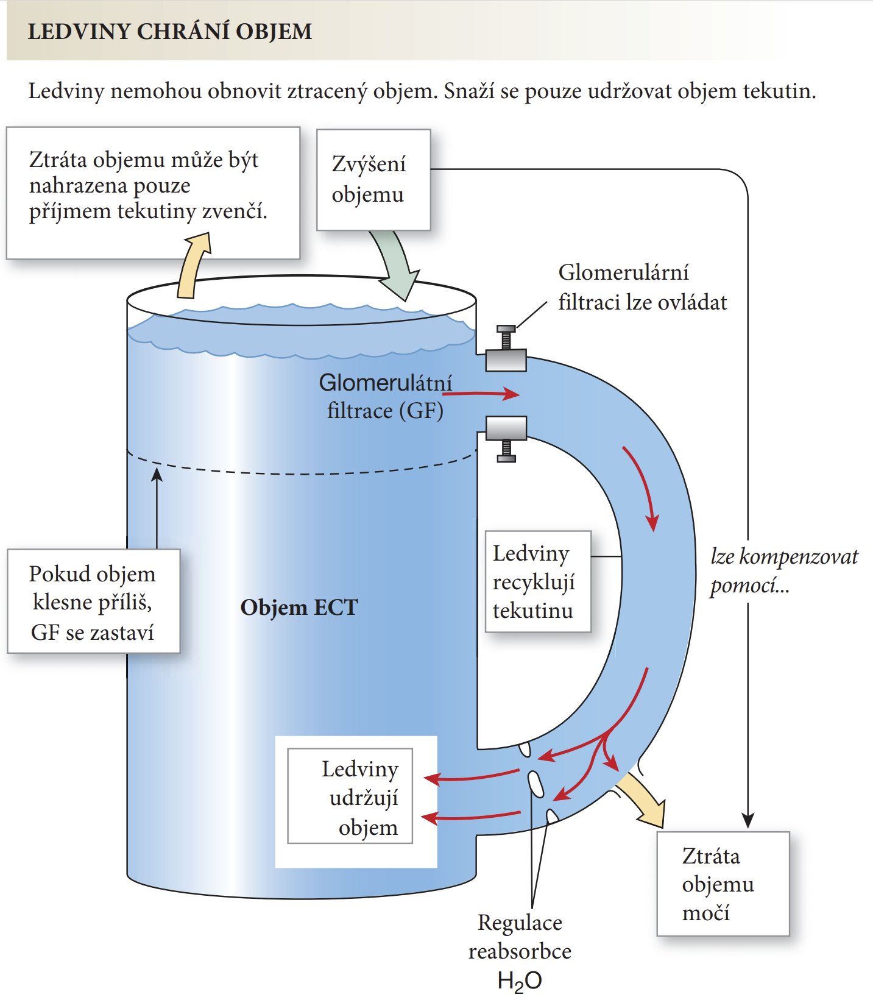 LEDVINY CHRÁNÍ OBJEM
Ledviny nemohou obnovit ztracený objem. Snaží se pouze udržovat objem tekutin.
Ztráta objemu může být
nahrazena pouze
příjmem tekutiny zvenčí.
Zvýšení
objemu
Glomerulární
filtraci lze ovládat
Glomerulátní
filtrace (GF)
Pokud objem
klesne příliš,
GF se zastaví
Objem ECT
Ledviny
recyklují
tekutinu
lze kompenzovat
pomocí...
Ledviny
udržují
objem
Ztráta
objemu
močí
Regulace
reabsorbce
H₂O